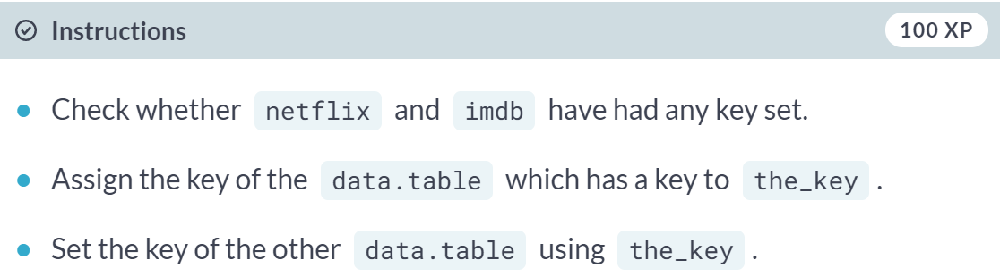 Instructions 100 XP
Check whether netflix and imdb have had any key set.
Assign the key of the data.table which has a key to the_key .
Set the key of the other data.table using the_key .